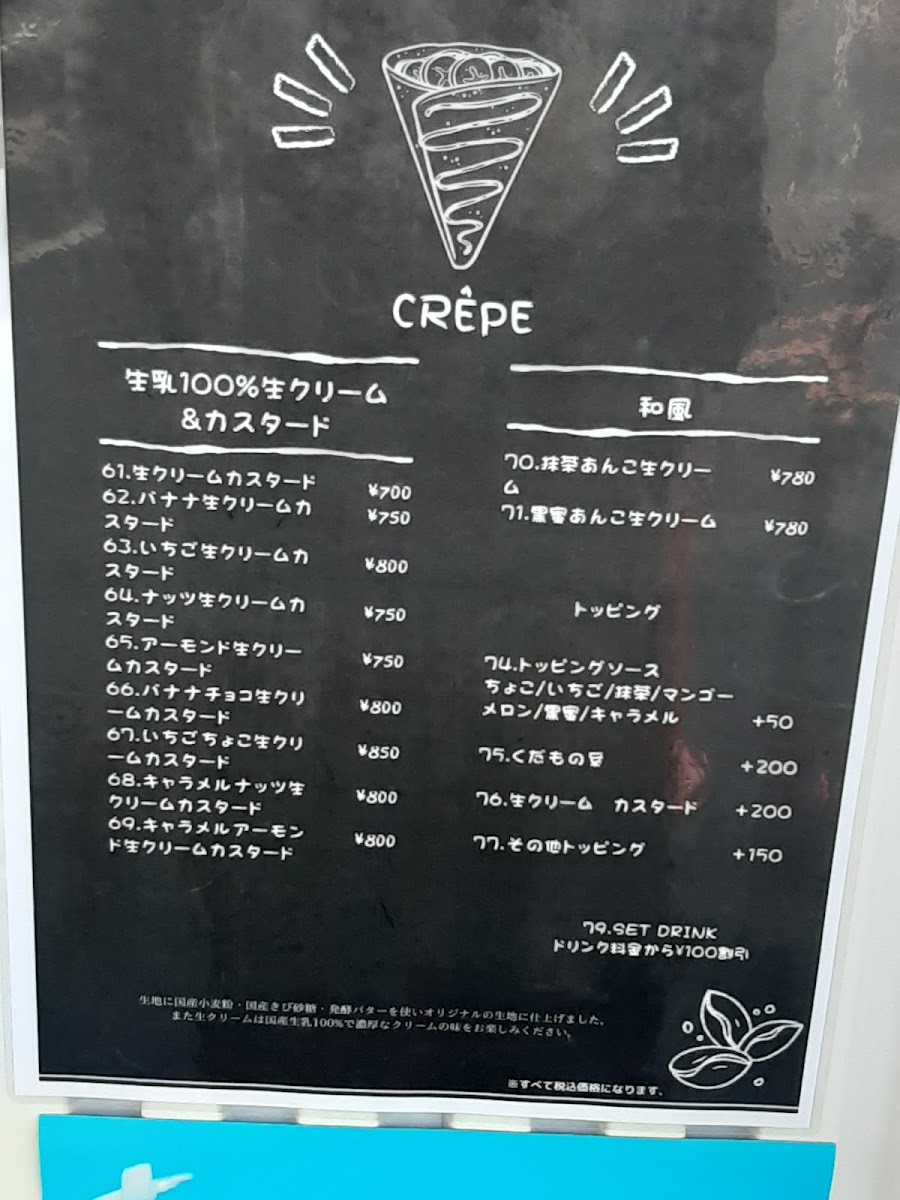 CRÊPE
生乳100%生クリーム
&カスタード
61.生クリームカスタード ¥700
62.バナナ生クリームカ ¥750
スタード
63.いちご生クリームカ ¥800
スタード
64.ナッツ生クリームカ ¥750
スタード
65.アーモンド生クリー ¥750
ムカスタード
66.バナナチョコ生クリ ¥800
ームカスタード
67.いちごちょこ生クリ ¥850
ームカスタード
68.キャラメルナッツ生 ¥800
クリームカスタード
69.キャラメルアーモン ¥800
ド生クリームカスタード
和風
70.抹茶あんこ生クリー ¥780
ム
71.黒蜜あんこ生クリーム ¥780
トッピング
74.トッピングソース
ちょこ/いちご/抹茶/マンゴー
メロン/黒蜜/キャラメル +50
75.くだもの 豆 +200
76.生クリーム カスタード +200
77.その他トッピング +150
79.SET DRINK
ドリンク料金から¥100割引
生地に国産小麦粉・国産きび砂糖・発酵バターを使いオリジナルの生地に仕上げました。
また生クリームは国産生乳100%で濃厚なクリームの味をお楽しみください。
※すべて税込価格になります。